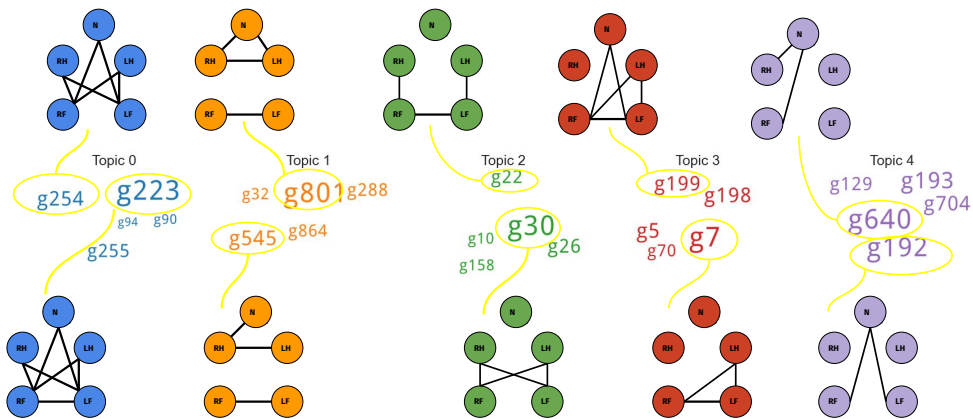 N N N N N
RH LH RH LH RH LH RH LH RH LH
RF LF RF LF RF LF RF LF RF LF
Topic 0 Topic 1 Topic 2 Topic 3 Topic 4
g254 g223 g94 g90 g255
g32 g801 g288 g545 g864
g22 g30 g10 g26 g158
g199 g198 g5 g70 g7
g129 g193 g704 g640 g192
N N N N N
RH LH RH LH RH LH RH LH RH LH
RF LF RF LF RF LF RF LF RF LF